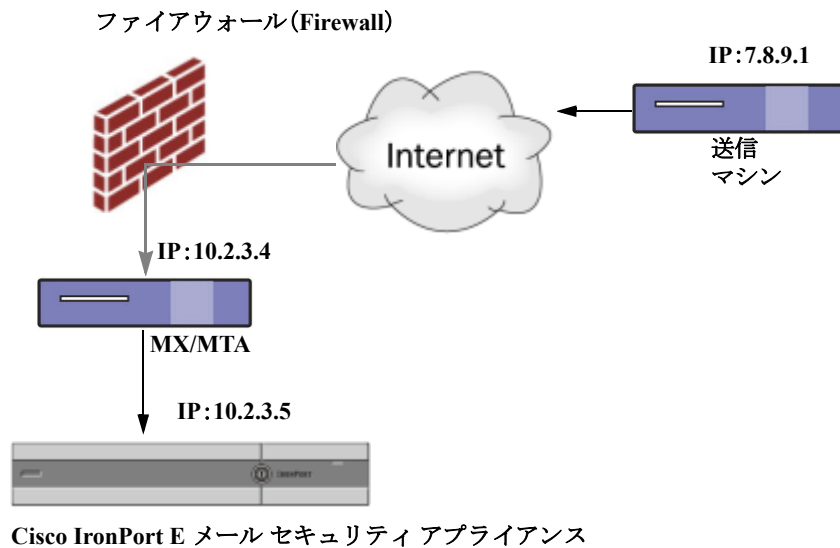 ファイアウォール（Firewall）
IP：7.8.9.1
Internet
送信
マシン
IP：10.2.3.4
MX/MTA
IP：10.2.3.5
IRONPORT
Cisco IronPort E メール セキュリティ アプライアンス